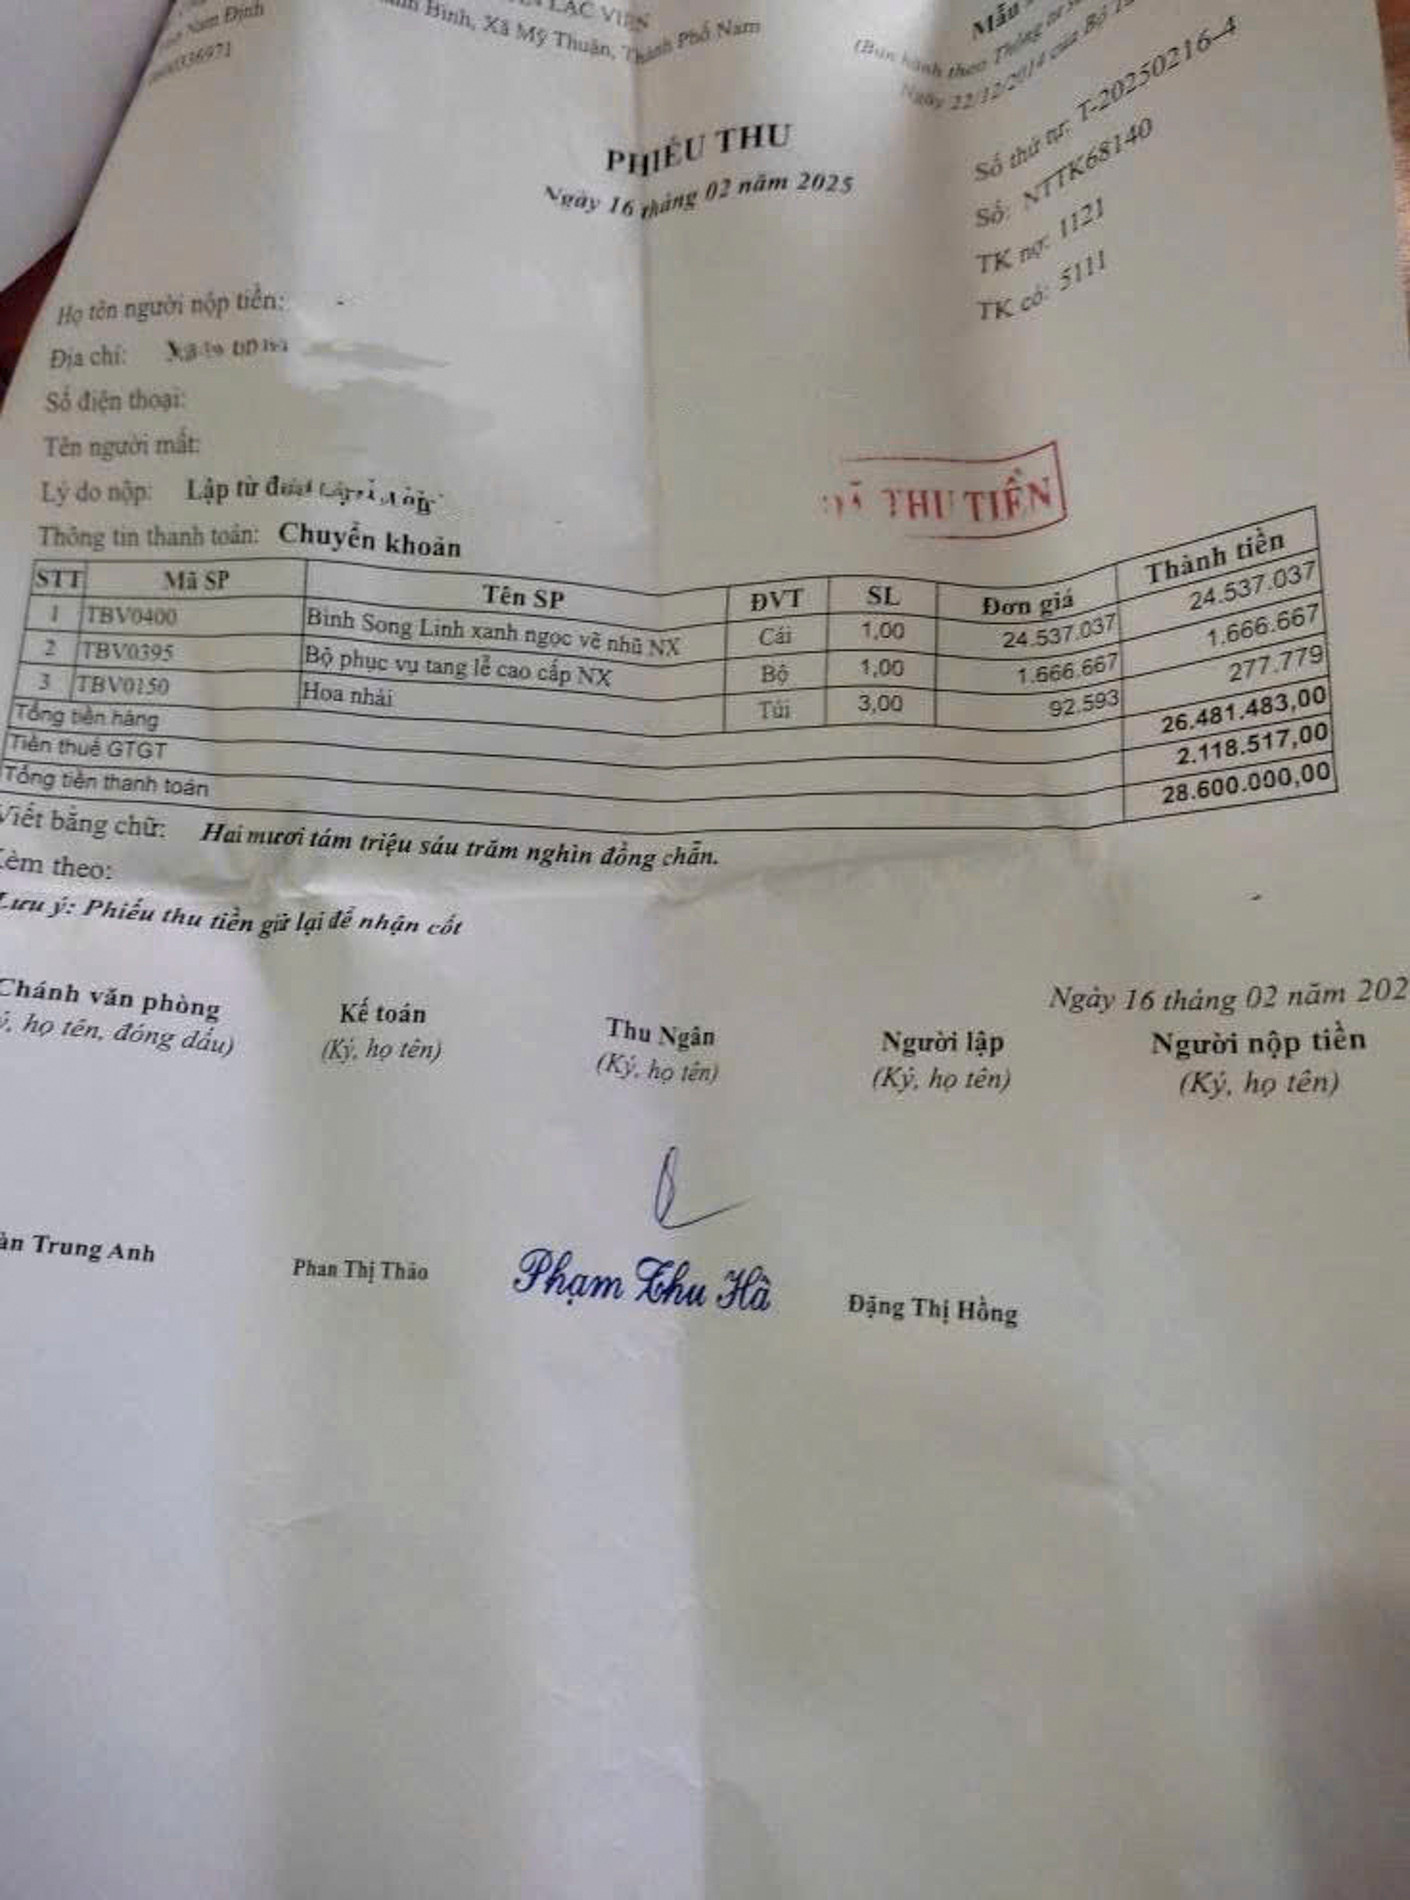 LẠC VIÊN
Bình, Xã Mỹ Thuận, Thành Phố Nam
Nam Định
Mẫu
(Ban hành theo Thông tư
Ngày 22/12/2014 của Bộ
Số thứ tự: T-20250216-4
Số: NTTK68140
TK nợ: 1121
TK có: 5111
PHIẾU THU
Ngày 16 tháng 02 năm 2025
Họ tên người nộp tiền:
Địa chỉ:
Số điện thoại:
Tên người mất:
Lý do nộp: Lập từ
THU TIỀN
Thông tin thanh toán: Chuyển khoản
STT Mã SP Tên SP ĐVT SL Đơn giá Thành tiền
1 TBV0400 Bình Song Linh xanh ngọc vẽ nhũ NX Cái 1,00 24.537.037 24.537.037
2 TBV0395 Bộ phục vụ tang lễ cao cấp NX Bộ 1,00 1.666.667 1.666.667
3 TBV0150 Hoa nhài Túi 3,00 92.593 277.779
Tổng tiền hàng 26.481.483,00
Tiền thuế GTGT 2.118.517,00
Tổng tiền thanh toán 28.600.000,00
Viết bằng chữ: Hai mươi tám triệu sáu trăm nghìn đồng chẵn.
Kèm theo:
Lưu ý: Phiếu thu tiền giữ lại để nhận cốt
Ngày 16 tháng 02 năm 202
Chánh văn phòng Kế toán Thu Ngân Người lập Người nộp tiền
ý, họ tên, đóng dấu) (Ký, họ tên) (Ký, họ tên) (Ký, họ tên) (Ký, họ tên)
Trung Anh Phan Thị Thảo Phạm Thu Hà Đặng Thị Hồng